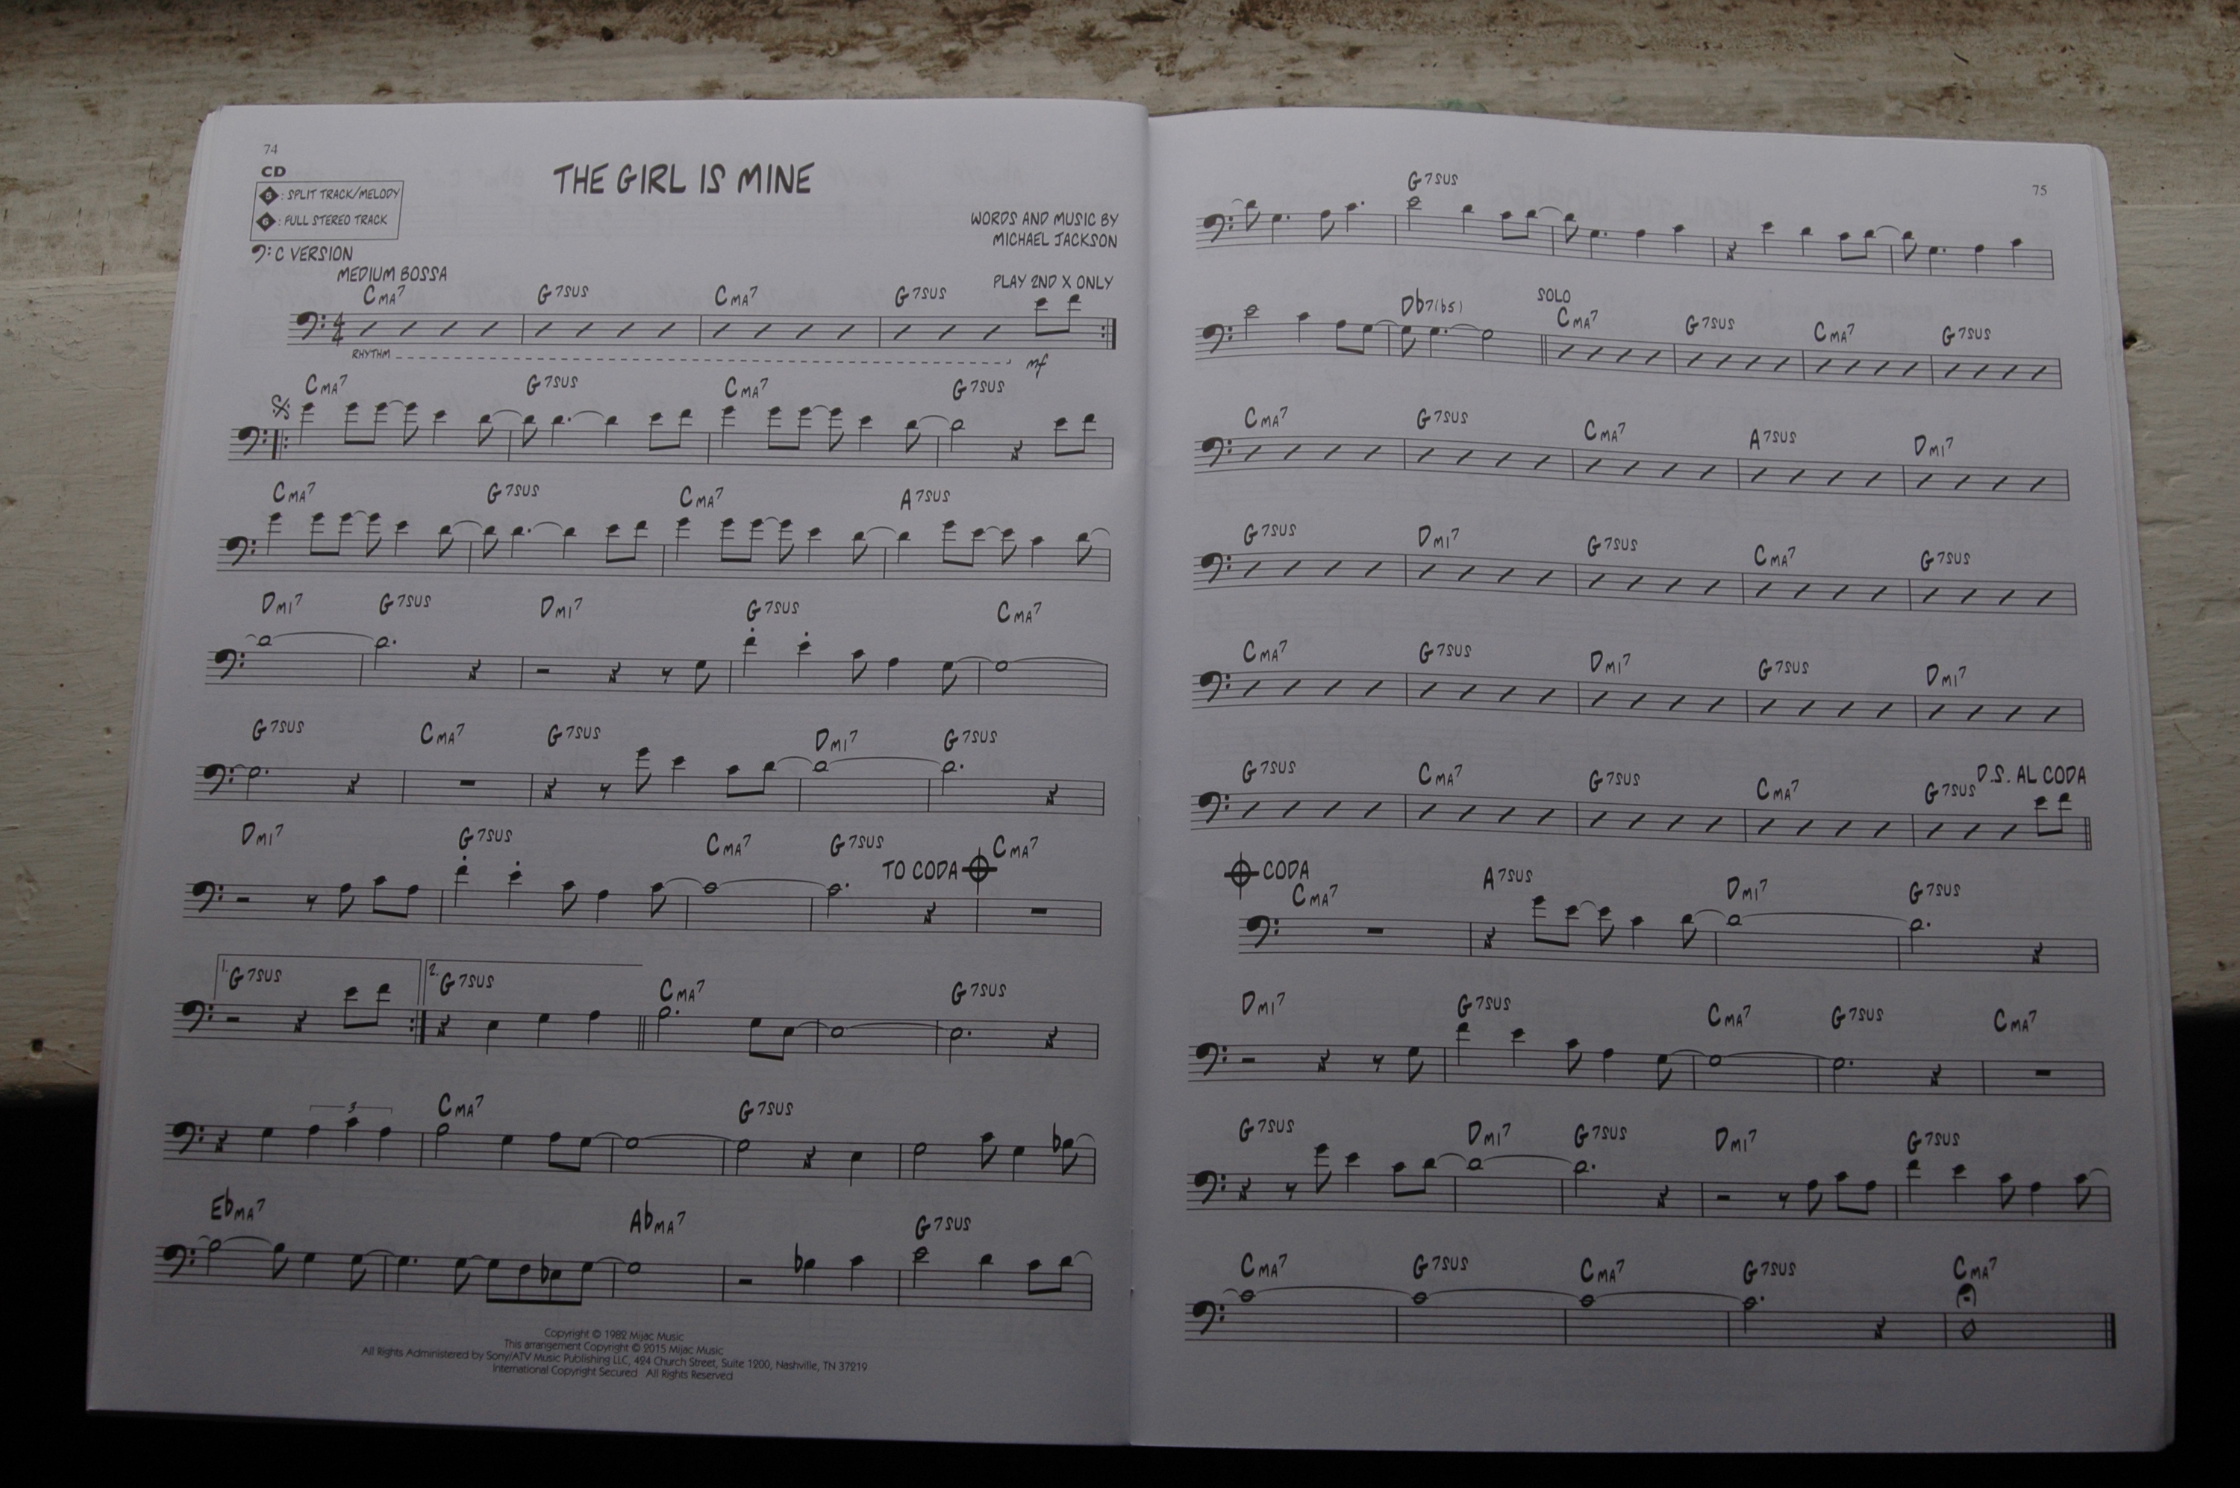 74
CD
5 : SPLIT TRACK/MELODY
6 : FULL STEREO TRACK
THE GIRL IS MINE
WORDS AND MUSIC BY
MICHAEL JACKSON
C VERSION
MEDIUM BOSSA
PLAY 2ND X ONLY
CMA7 G7SUS CMA7 G7SUS
RHYTHM mf
CMA7 G7SUS CMA7 G7SUS
CMA7 G7SUS CMA7 A7SUS
DMI7 G7SUS DMI7 G7SUS CMA7
G7SUS CMA7 G7SUS DMI7 G7SUS
DMI7 G7SUS CMA7 G7SUS TO CODA CMA7
1. G7SUS 2. G7SUS CMA7 G7SUS
3 CMA7 G7SUS
EbMA7 AbMA7 G7SUS
Copyright © 1982 Mijac Music
This arrangement Copyright © 2015 Mijac Music
All Rights Administered by Sony/ATV Music Publishing LLC, 424 Church Street, Suite 1200, Nashville, TN 37219
International Copyright Secured All Rights Reserved
75
G7SUS
Db7(b5) SOLO CMA7 G7SUS CMA7 G7SUS
CMA7 G7SUS CMA7 A7SUS DMI7
G7SUS DMI7 G7SUS CMA7 G7SUS
CMA7 G7SUS DMI7 G7SUS DMI7
G7SUS CMA7 G7SUS CMA7 G7SUS D.S. AL CODA
CODA
CMA7 A7SUS DMI7 G7SUS
DMI7 G7SUS CMA7 G7SUS CMA7
G7SUS DMI7 G7SUS DMI7 G7SUS
CMA7 G7SUS CMA7 G7SUS CMA7